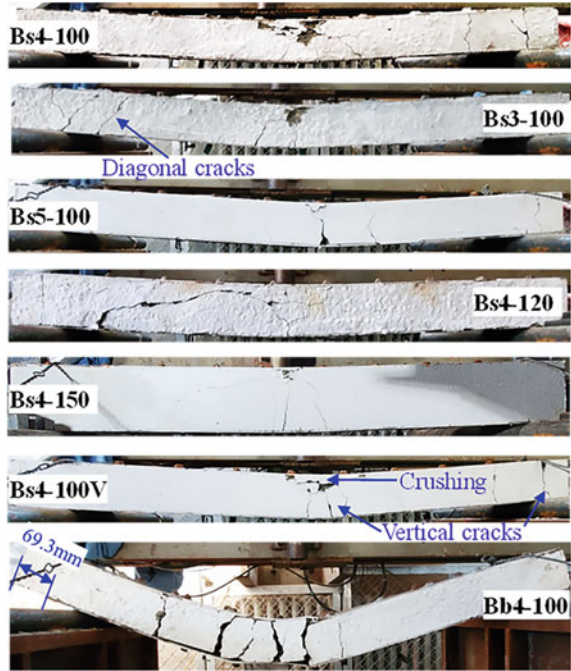 Bs4-100
Bs3-100
Diagonal cracks
Bs5-100
Bs4-120
Bs4-150
Bs4-100V
Crushing
Vertical cracks
69.3mm
Bb4-100